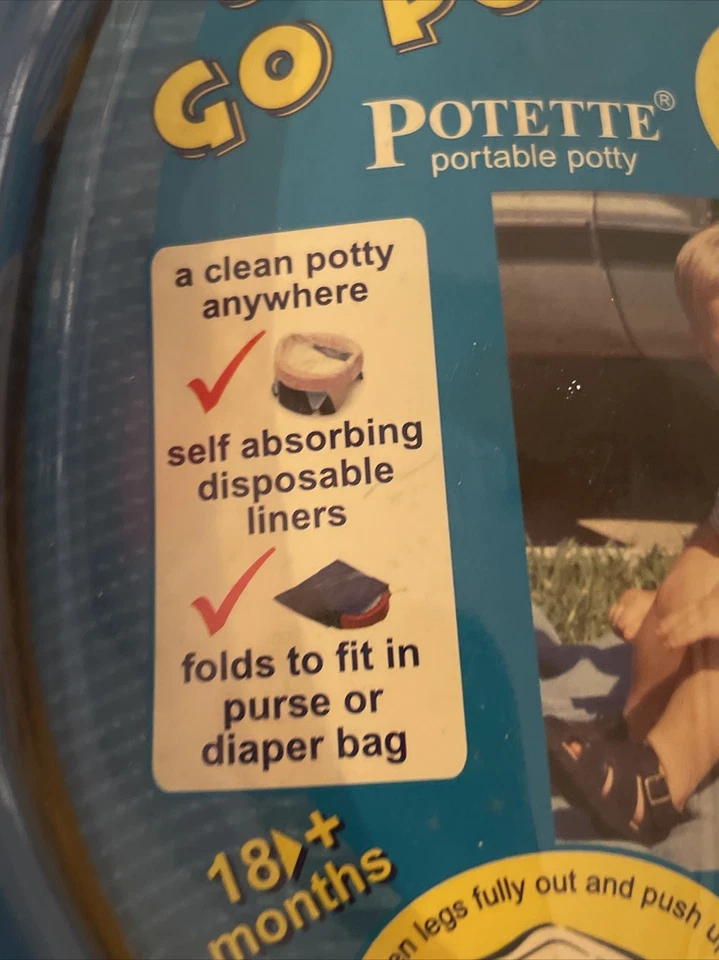 GO
POTETTE®
portable potty
a clean potty
anywhere
self absorbing
disposable
liners
folds to fit in
purse or
diaper bag
18+
months
legs fully out and push